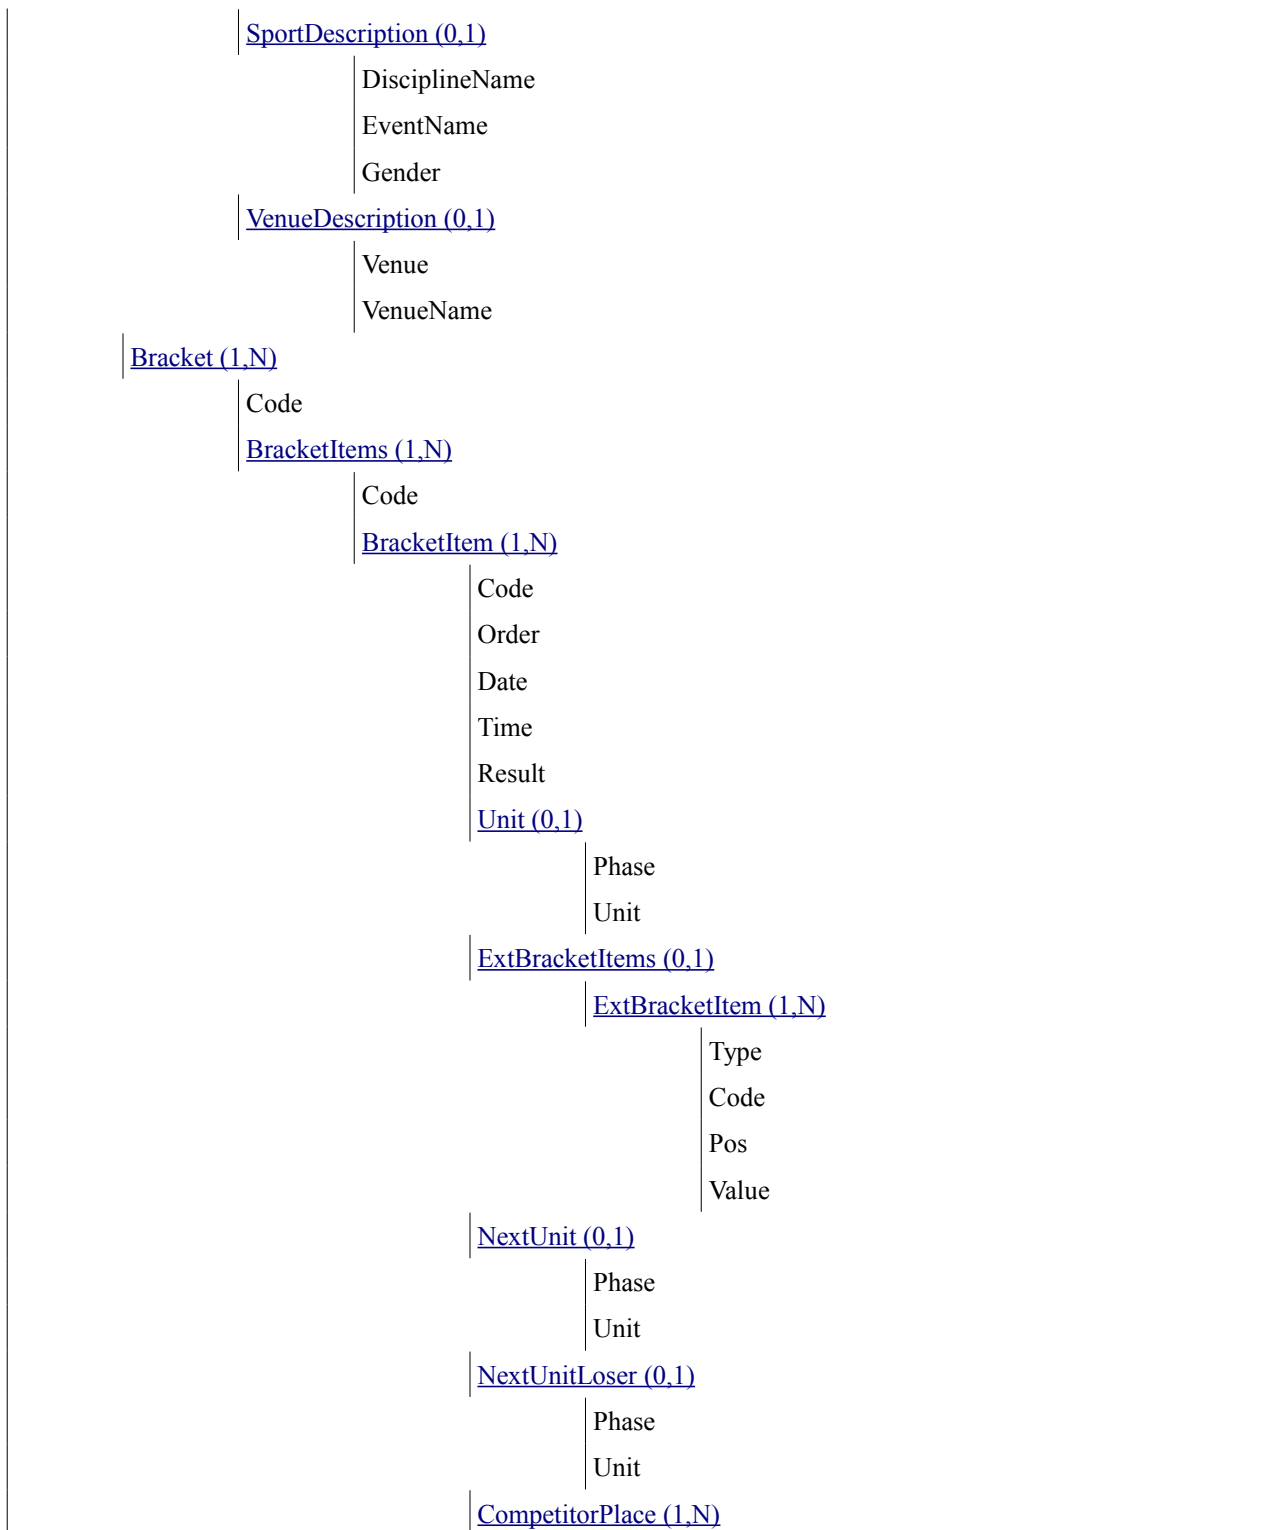 SportDescription (0,1)
DisciplineName
EventName
Gender
VenueDescription (0,1)
Venue
VenueName
Bracket (1,N)
Code
BracketItems (1,N)
Code
BracketItem (1,N)
Code
Order
Date
Time
Result
Unit (0,1)
Phase
Unit
ExtBracketItems (0,1)
ExtBracketItem (1,N)
Type
Code
Pos
Value
NextUnit (0,1)
Phase
Unit
NextUnitLoser (0,1)
Phase
Unit
CompetitorPlace (1,N)